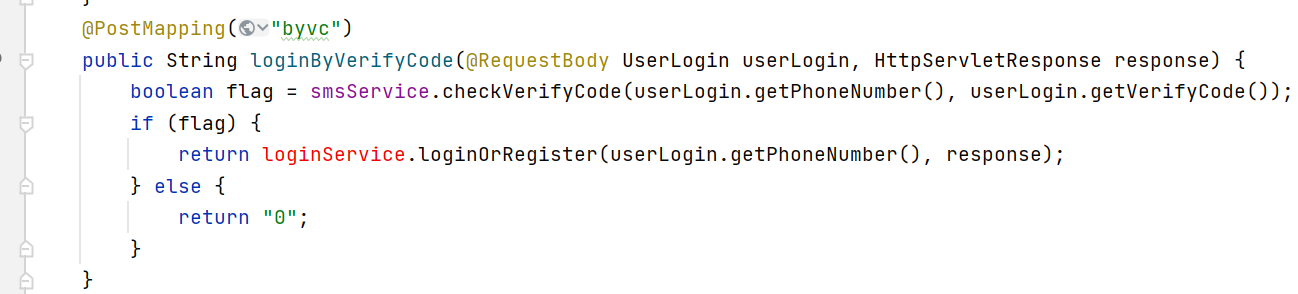 }
@PostMapping("byvc")
public String loginByVerifyCode(@RequestBody UserLogin userLogin, HttpServletResponse response) {
boolean flag = smsService.checkVerifyCode(userLogin.getPhoneNumber(), userLogin.getVerifyCode());
if (flag) {
return loginService.loginOrRegister(userLogin.getPhoneNumber(), response);
} else {
return "0";
}
}